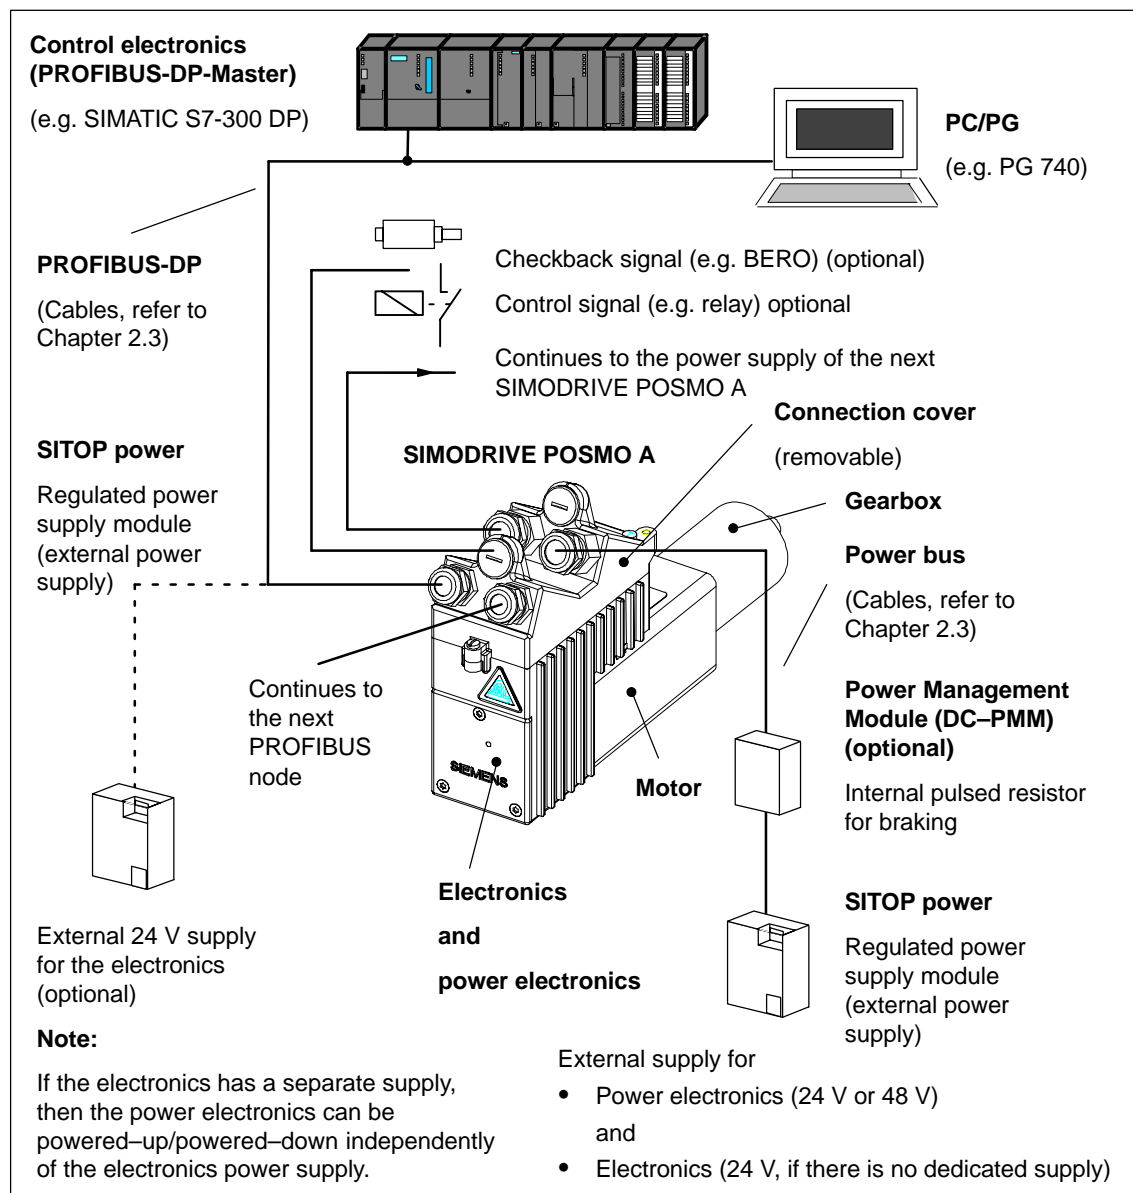 Control electronics
(PROFIBUS-DP-Master)
(e.g. SIMATIC S7-300 DP)
PC/PG
(e.g. PG 740)
PROFIBUS-DP
(Cables, refer to
Chapter 2.3)
Checkback signal (e.g. BERO) (optional)
Control signal (e.g. relay) optional
Continues to the power supply of the next
SIMODRIVE POSMO A
Connection cover
(removable)
SITOP power
Regulated power
supply module
(external power
supply)
SIMODRIVE POSMO A
Gearbox
Power bus
(Cables, refer to
Chapter 2.3)
Continues to
the next
PROFIBUS
node
SIEMENS
Motor
Power Management
Module (DC–PMM)
(optional)
Internal pulsed resistor
for braking
Electronics
and
power electronics
SITOP power
Regulated power
supply module
(external power
supply)
External 24 V supply
for the electronics
(optional)
Note:
If the electronics has a separate supply,
then the power electronics can be
powered–up/powered–down independently
of the electronics power supply.
External supply for
• Power electronics (24 V or 48 V)
and
• Electronics (24 V, if there is no dedicated supply)